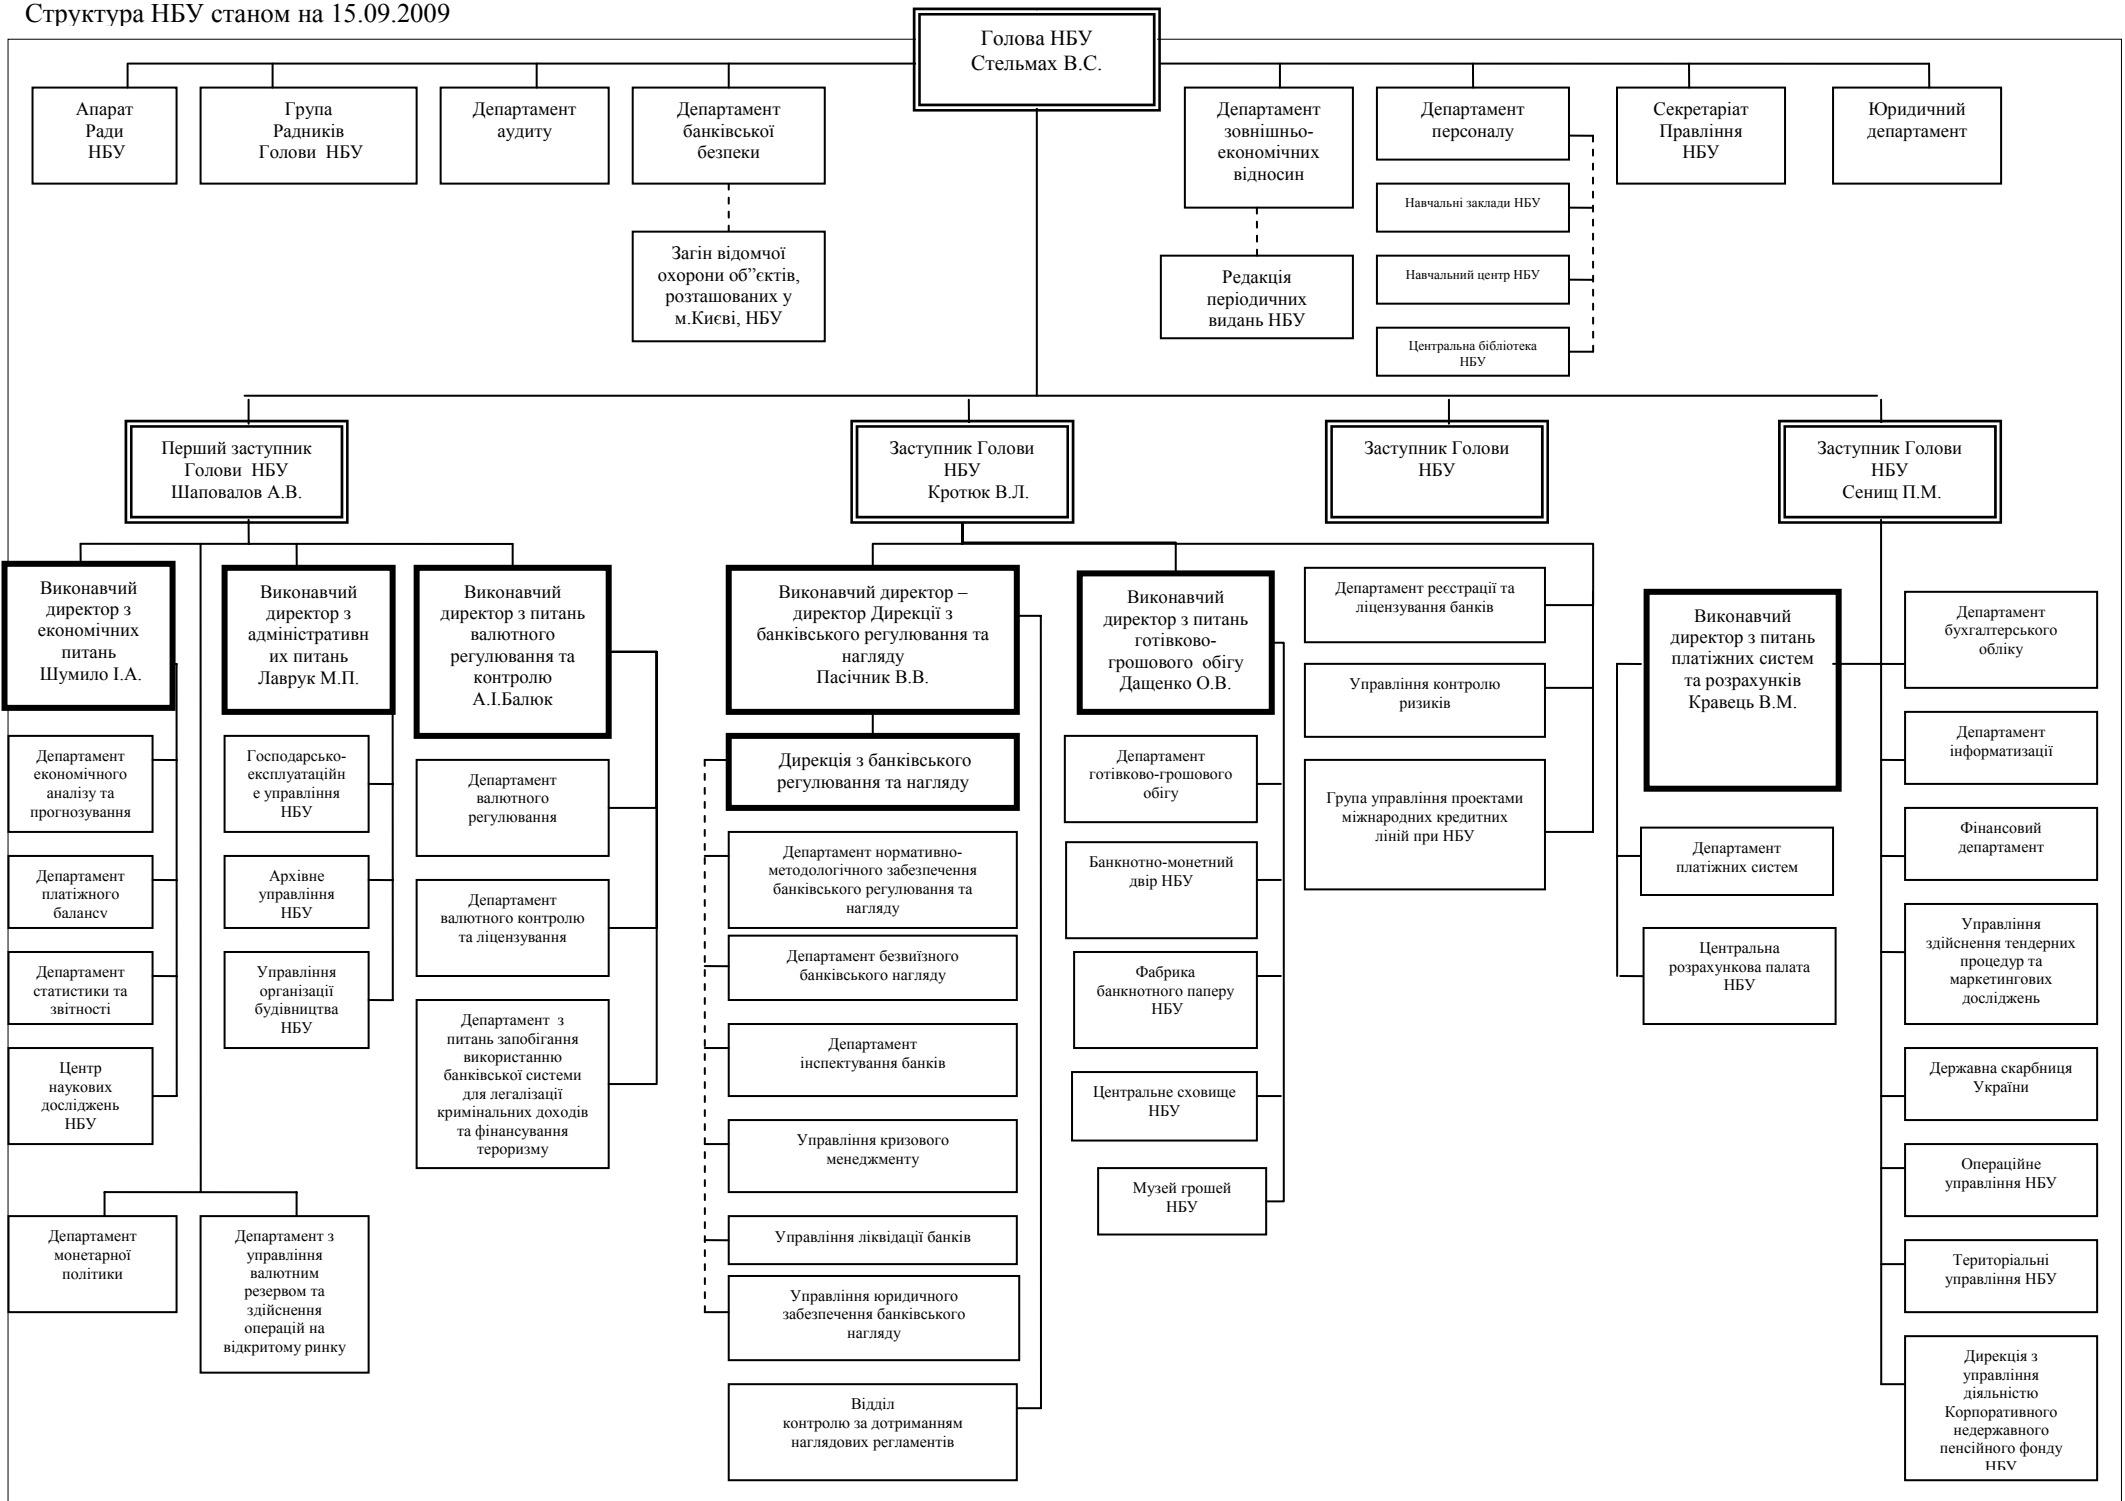 Структура НБУ станом на 15.09.2009
Голова НБУ
Стельмах В.С.
Апарат
Ради
НБУ
Група
Радників
Голови НБУ
Департамент
аудиту
Департамент
банківської
безпеки
Департамент
зовнішньо-
економічних
відносин
Департамент
персоналу
Секретаріат
Правління
НБУ
Юридичний
департамент
Загін відомчої
охорони об”єктів,
розташованих у
м.Києві, НБУ
Редакція
періодичних
видань НБУ
Навчальні заклади НБУ
Навчальний центр НБУ
Центральна бібліотека
НБУ
Перший заступник
Голови НБУ
Шаповалов А.В.
Заступник Голови
НБУ
Кротюк В.Л.
Заступник Голови
НБУ
Заступник Голови
НБУ
Сенищ П.М.
Виконавчий
директор з
економічних
питань
Шумило І.А.
Виконавчий
директор з
адміністративн
их питань
Лаврук М.П.
Виконавчий
директор з питань
валютного
регулювання та
контролю
А.І.Балюк
Виконавчий директор –
директор Дирекції з
банківського регулювання та
нагляду
Пасічник В.В.
Виконавчий
директор з питань
готівково-
грошового обігу
Дащенко О.В.
Департамент реєстрації та
ліцензування банків
Управління контролю
ризиків
Група управління проектами
міжнародних кредитних
ліній при НБУ
Виконавчий
директор з питань
платіжних систем
та розрахунків
Кравець В.М.
Департамент
бухгалтерського
обліку
Департамент
інформатизації
Фінансовий
департамент
Управління
здійснення тендерних
процедур та
маркетингових
досліджень
Державна скарбниця
України
Операційне
управління НБУ
Територіальні
управління НБУ
Дирекція з
управління
діяльністю
Корпоративного
недержавного
пенсійного фонду
НБУ
Департамент
економічного
аналізу та
прогнозування
Департамент
платіжного
балансу
Департамент
статистики та
звітності
Центр
наукових
досліджень
НБУ
Господарсько-
експлуатаційн
е управління
НБУ
Архівне
управління
НБУ
Управління
організації
будівництва
НБУ
Департамент
валютного
регулювання
Департамент
валютного контролю
та ліцензування
Департамент з
питань запобігання
використанню
банківської системи
для легалізації
кримінальних доходів
та фінансування
тероризму
Дирекція з банківського
регулювання та нагляду
Департамент нормативно-
методологічного забезпечення
банківського регулювання та
нагляду
Департамент безвиїзного
банківського нагляду
Департамент
інспектування банків
Управління кризового
менеджменту
Управління ліквідації банків
Управління юридичного
забезпечення банківського
нагляду
Відділ
контролю за дотриманням
наглядових регламентів
Департамент
готівково-грошового
обігу
Банкнотно-монетний
двір НБУ
Фабрика
банкнотного паперу
НБУ
Центральне сховище
НБУ
Музей грошей
НБУ
Департамент
платіжних систем
Центральна
розрахункова палата
НБУ
Департамент
монетарної
політики
Департамент з
управління
валютним
резервом та
здійснення
операцій на
відкритому ринку